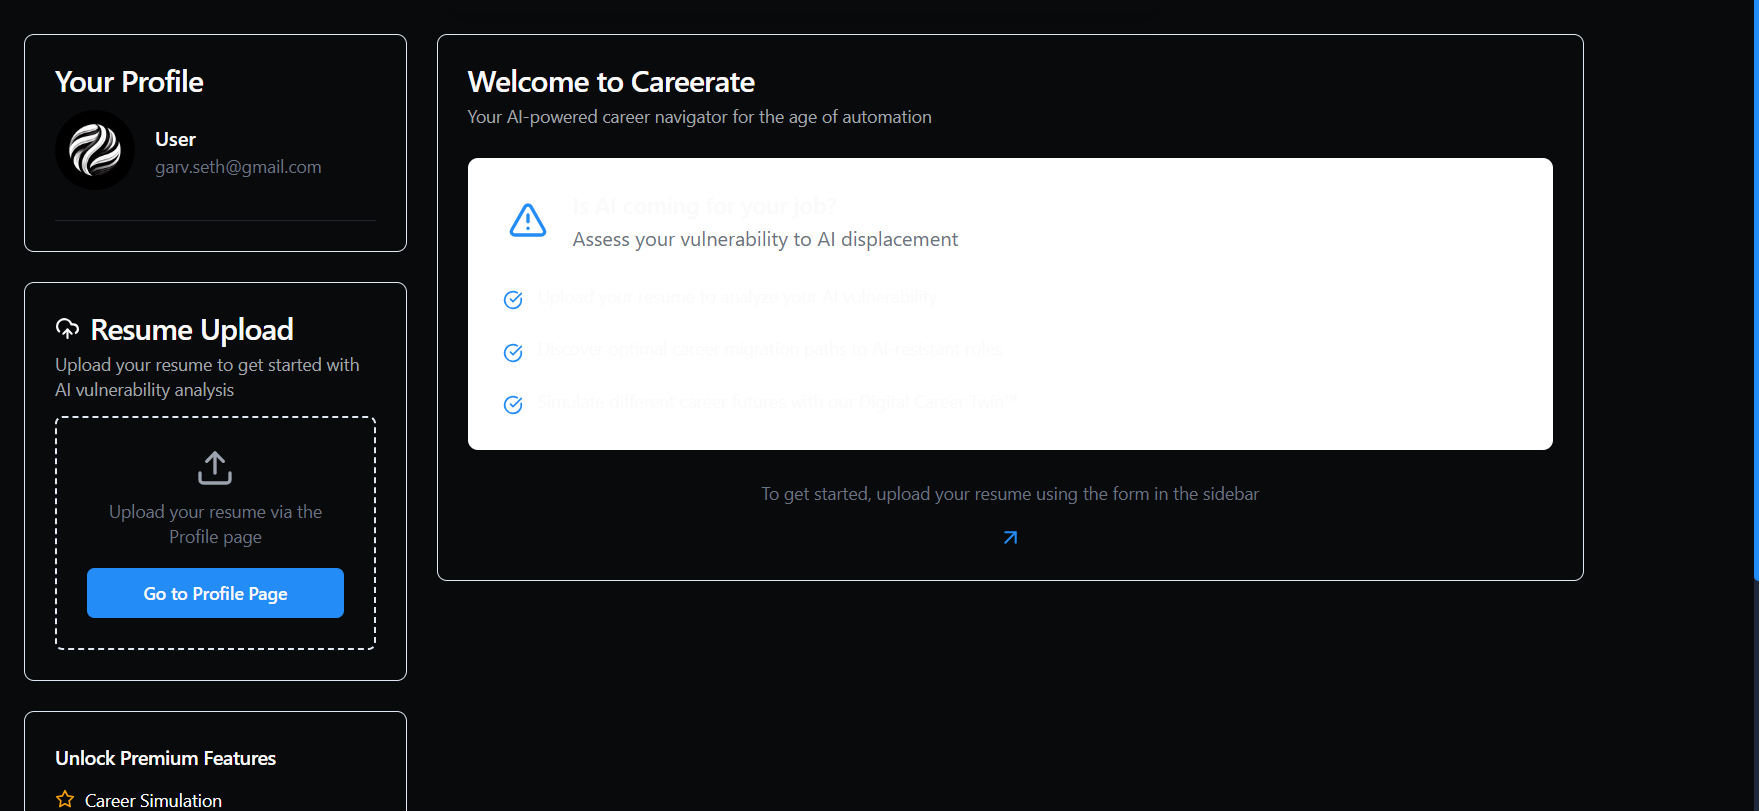 Your Profile
User
garv.seth@gmail.com
Resume Upload
Upload your resume to get started with
AI vulnerability analysis
Upload your resume via the
Profile page
Go to Profile Page
Unlock Premium Features
Career Simulation
Welcome to Careerate
Your AI-powered career navigator for the age of automation
Is AI coming for your job?
Assess your vulnerability to AI displacement
Upload your resume to analyze your AI vulnerability
Discover optimal career migration paths to AI-resistant roles
Simulate different career futures with our Digital Career Twin™
To get started, upload your resume using the form in the sidebar